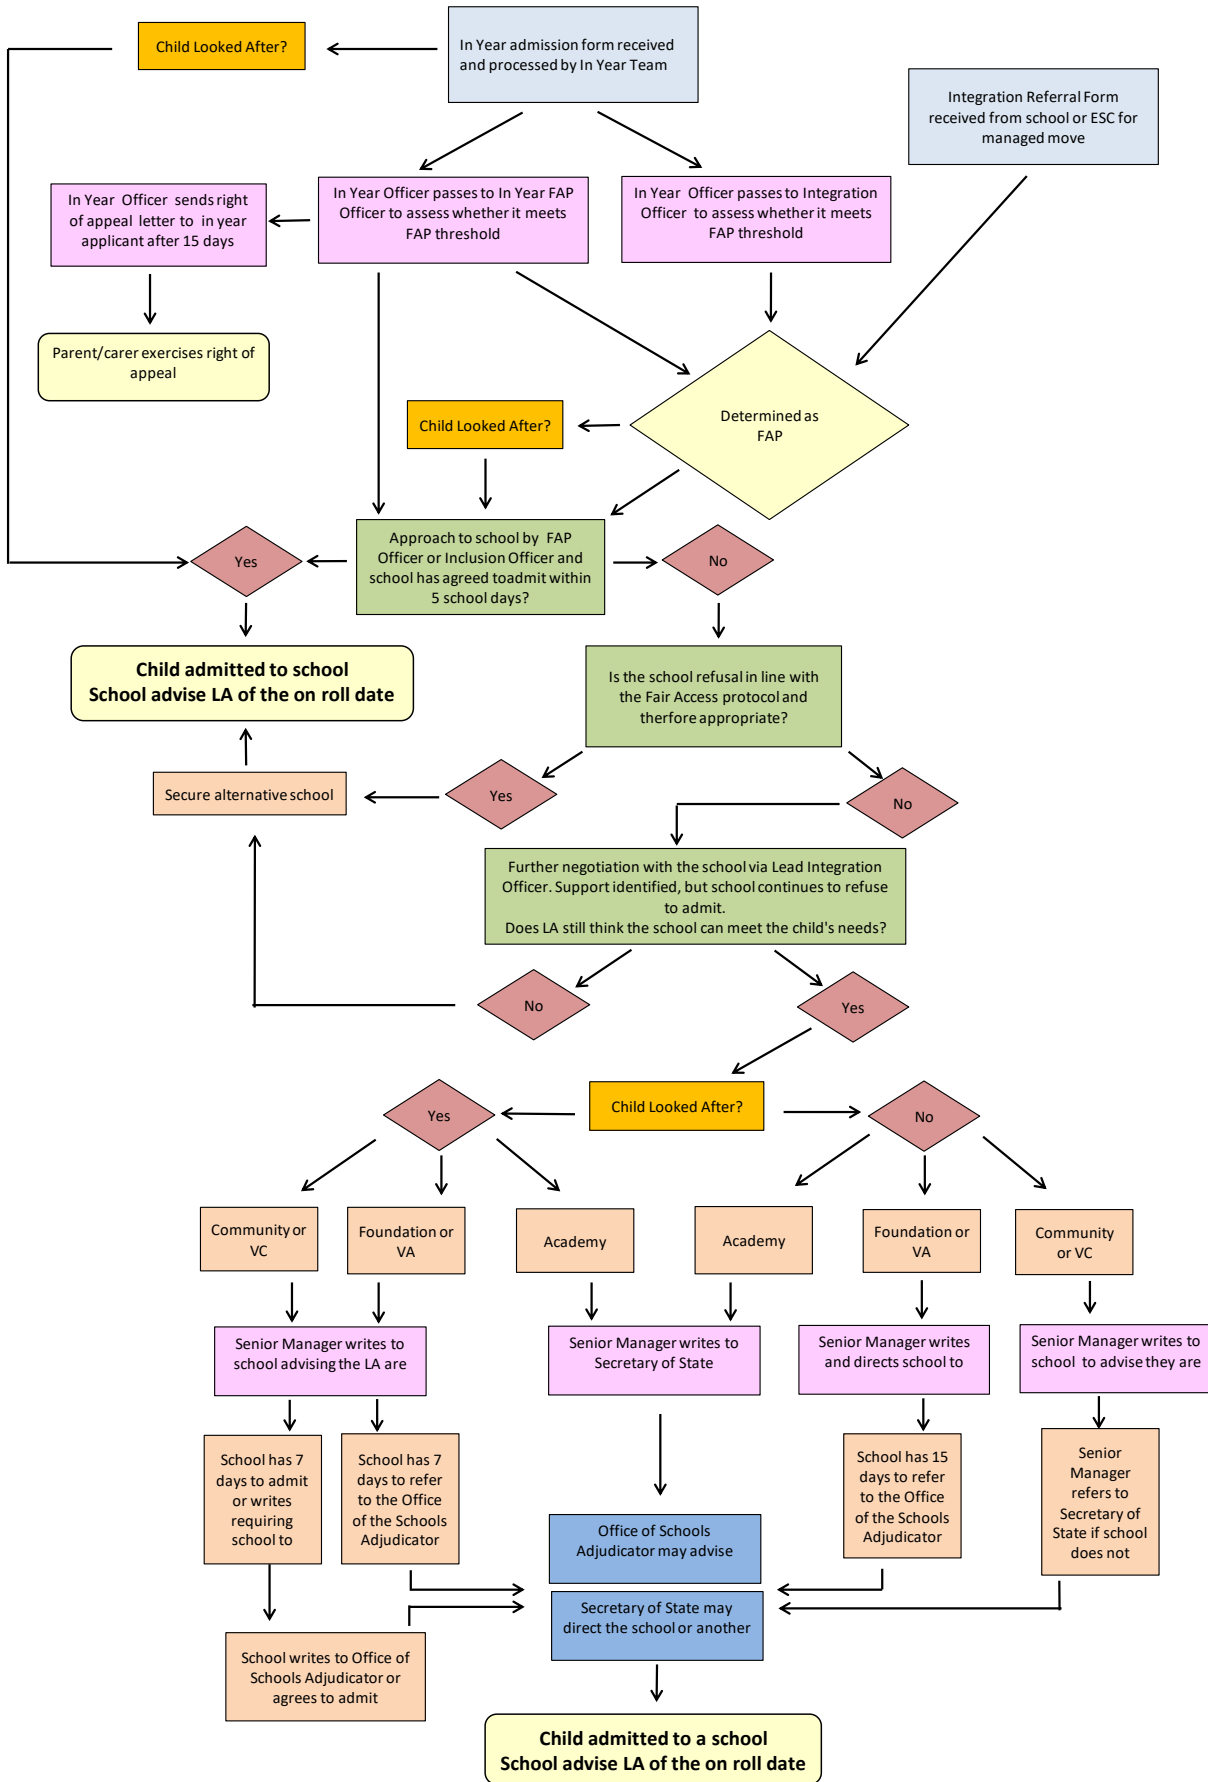 Child Looked After?
In Year admission form received
and processed by In Year Team
Integration Referral Form
received from school or ESC for
managed move
In Year Officer sends right
of appeal letter to in year
applicant after 15 days
In Year Officer passes to In Year FAP
Officer to assess whether it meets
FAP threshold
In Year Officer passes to Integration
Officer to assess whether it meets
FAP threshold
Parent/carer exercises right of
appeal
Child Looked After?
Determined as
FAP
Yes
Approach to school by FAP
Officer or Inclusion Officer and
school has agreed toadmit within
5 school days?
No
Child admitted to school
School advise LA of the on roll date
Is the school refusal in line with
the Fair Access protocol and
therfore appropriate?
Secure alternative school
Yes
No
Further negotiation with the school via Lead Integration
Officer. Support identified, but school continues to refuse
to admit.
Does LA still think the school can meet the child's needs?
No
Yes
Yes
Child Looked After?
No
Community or
VC
Foundation or
VA
Academy
Academy
Foundation or
VA
Community
or VC
Senior Manager writes to
school advising the LA are
Senior Manager writes to
Secretary of State
Senior Manager writes
and directs school to
Senior Manager writes to
school to advise they are
School has 7
days to admit
or writes
requiring
school to
School has 7
days to refer
to the Office
of the Schools
Adjudicator
Office of Schools
Adjudicator may advise
School has 15
days to refer
to the Office
of the Schools
Adjudicator
Senior
Manager
refers to
Secretary of
State if school
does not
Secretary of State may
direct the school or another
School writes to Office of
Schools Adjudicator or
agrees to admit
Child admitted to a school
School advise LA of the on roll date